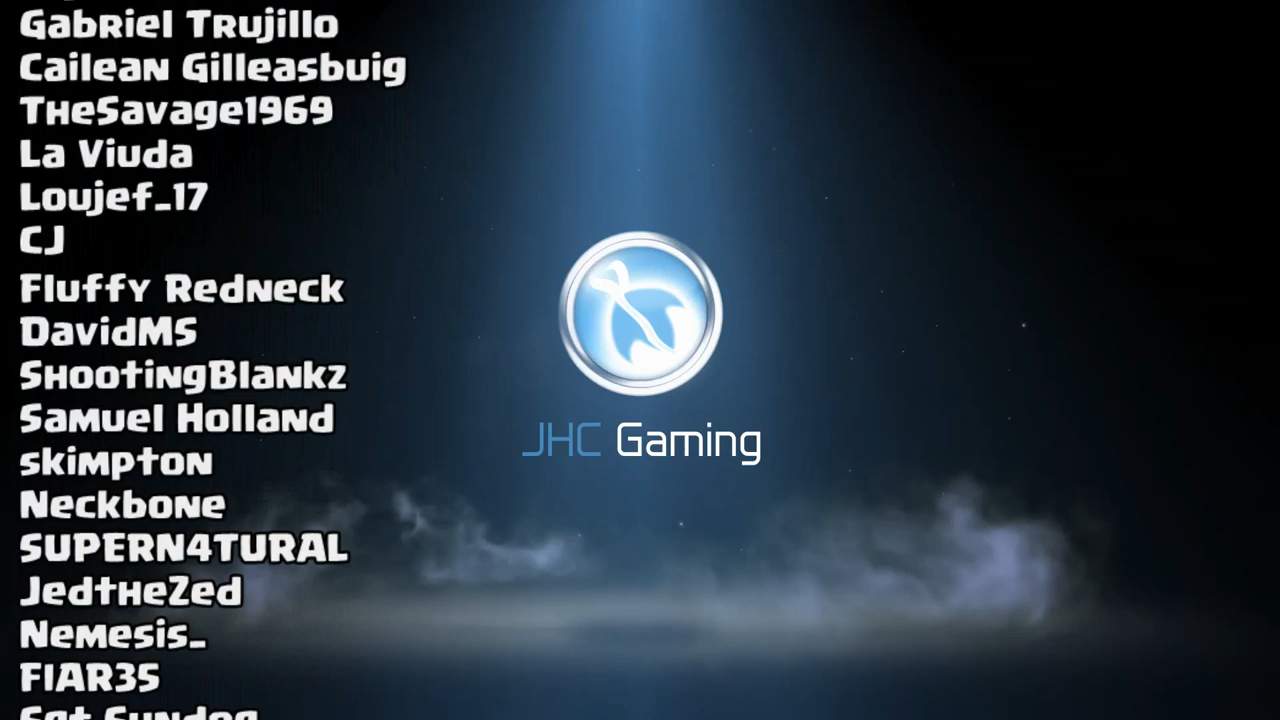 Gabriel Trujillo
Cailean Gilleasbuig
TheSavage1969
La Viuda
Loujef_17
CJ
Fluffy Redneck
DavidMS
ShootingBlankz
Samuel Holland
skimpton
Neckbone
SUPERN4TURAL
JedtheZed
Nemesis_
FIAR3S
JHC Gaming